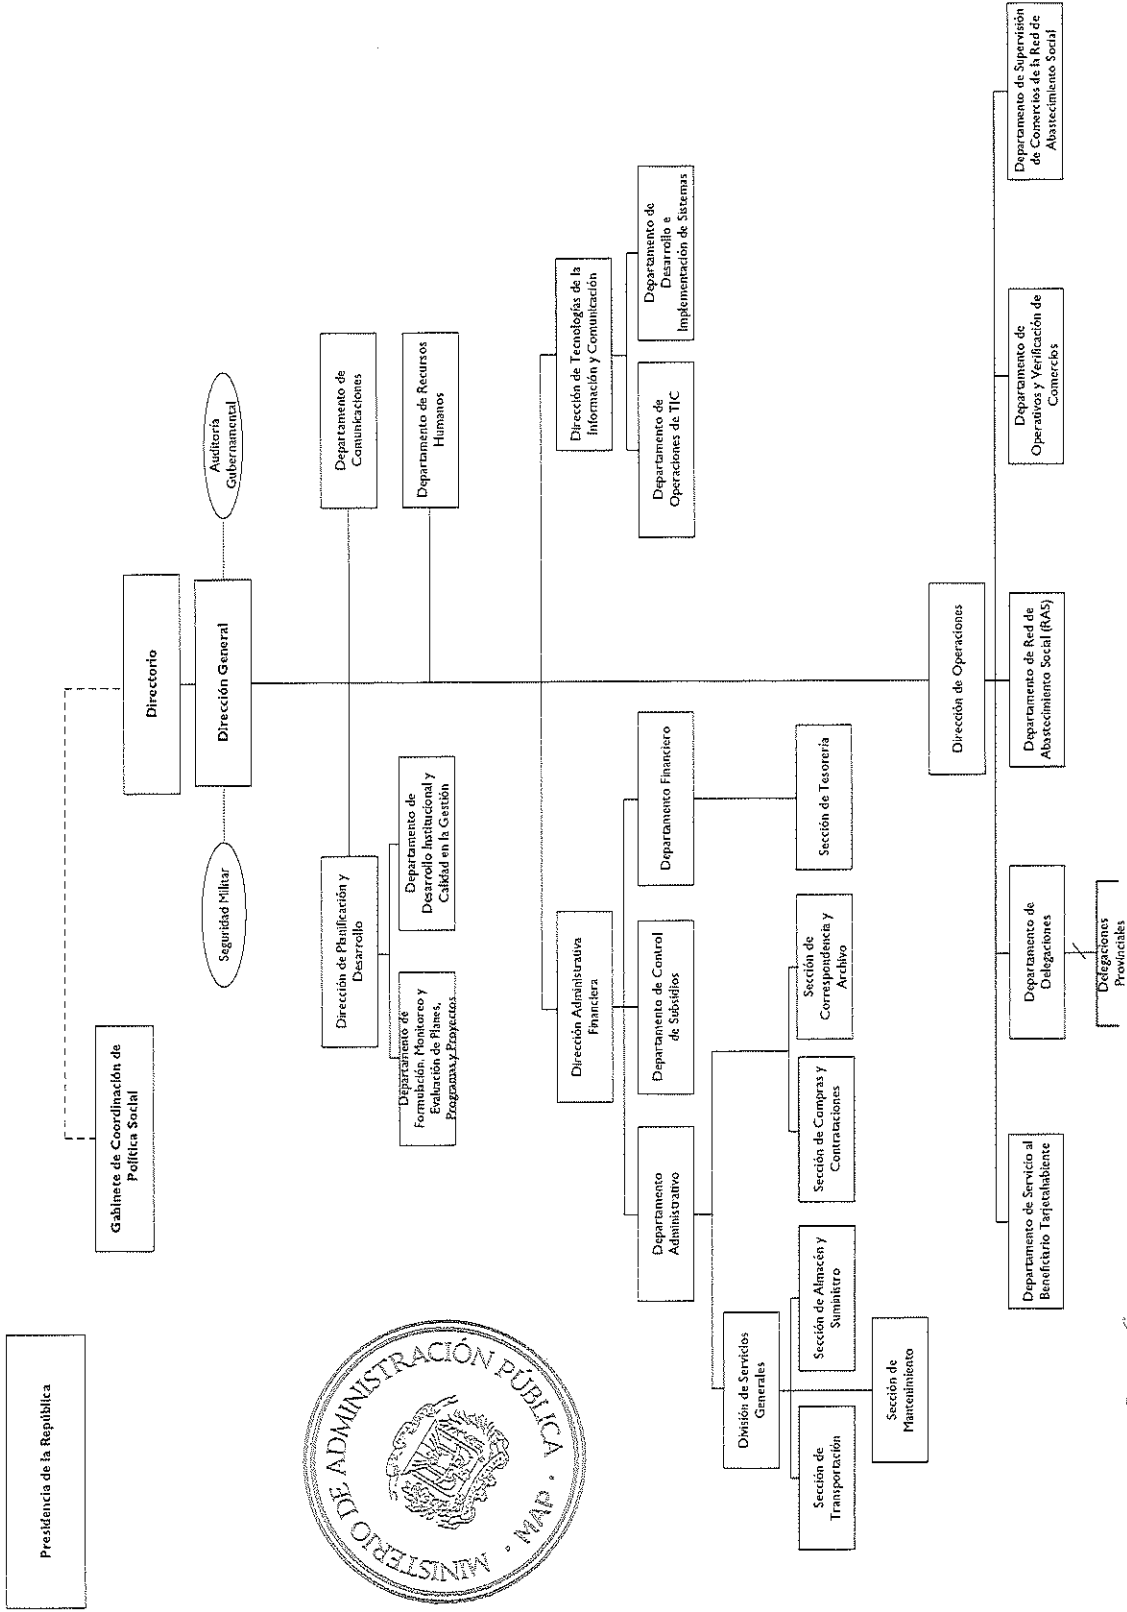 Presidencia de la República
Gabinete de Coordinación de
Política Social
Directorio
Dirección General
Seguridad Militar
Auditoría
Gubernamental
Dirección de Planificación y
Desarrollo
Departamento de
Comunicaciones
Departamento de
Formulación, Monitoreo y
Evaluación de Planes,
Programas y Proyectos
Departamento de
Desarrollo Institucional y
Calidad en la Gestión
Departamento de Recursos
Humanos
MINISTERIO DE ADMINISTRACIÓN PÚBLICA
MAP
Dirección Administrativa
Financiera
Dirección de Tecnologías de la
Información y Comunicación
Departamento
Administrativo
Departamento de Control
de Subsidios
Departamento Financiero
Departamento de
Operaciones de TIC
Departamento de
Desarrollo e
Implementación de Sistemas
División de Servicios
Generales
Sección de
Transportación
Sección de Almacén y
Suministro
Sección de Compras y
Contrataciones
Sección de
Correspondencia y
Archivo
Sección de Tesorería
Sección de
Mantenimiento
Dirección de Operaciones
Departamento de Servicio al
Beneficiario Tarjetahabiente
Departamento de
Delegaciones
Departamento de Red de
Abastecimiento Social (RAS)
Departamento de
Operativos y Verificación de
Comercios
Departamento de Supervisión
de Comercios de la Red de
Abastecimiento Social
Delegaciones
Provinciales